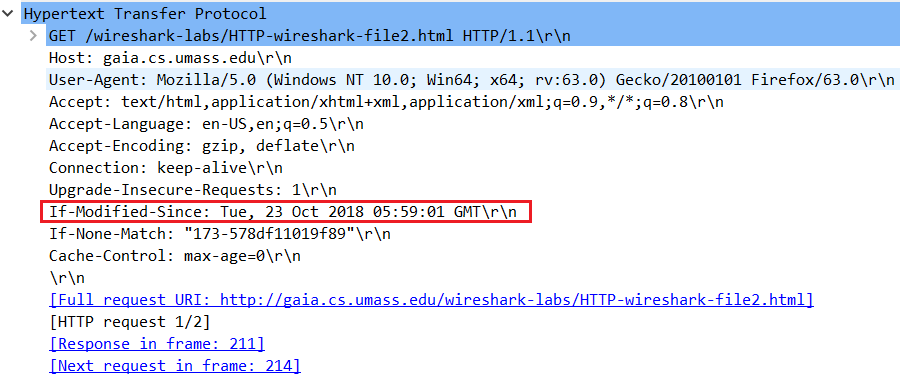 Hypertext Transfer Protocol
GET /wireshark-labs/HTTP-wireshark-file2.html HTTP/1.1\r\n
Host: gaia.cs.umass.edu\r\n
User-Agent: Mozilla/5.0 (Windows NT 10.0; Win64; x64; rv:63.0) Gecko/20100101 Firefox/63.0\r\n
Accept: text/html,application/xhtml+xml,application/xml;q=0.9,*/*;q=0.8\r\n
Accept-Language: en-US,en;q=0.5\r\n
Accept-Encoding: gzip, deflate\r\n
Connection: keep-alive\r\n
Upgrade-Insecure-Requests: 1\r\n
If-Modified-Since: Tue, 23 Oct 2018 05:59:01 GMT\r\n
If-None-Match: "173-578df11019f89"\r\n
Cache-Control: max-age=0\r\n
\r\n
[Full request URI: http://gaia.cs.umass.edu/wireshark-labs/HTTP-wireshark-file2.html]
[HTTP request 1/2]
[Response in frame: 211]
[Next request in frame: 214]